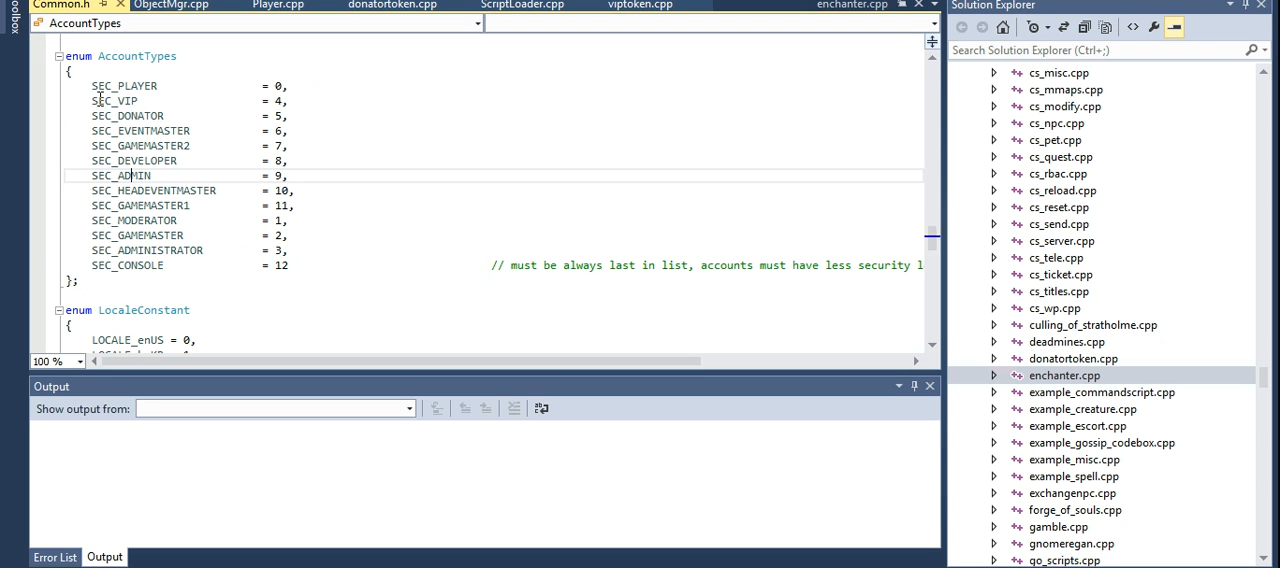 Common.h
ObjectMgr.cpp
Player.cpp
donatortoken.cpp
ScriptLoader.cpp
viptoken.cpp
enchanter.cpp
Solution Explorer
AccountTypes
Search Solution Explorer (Ctrl+;)
enum AccountTypes
{
SEC_PLAYER = 0,
SEC_VIP = 4,
SEC_DONATOR = 5,
SEC_EVENTMASTER = 6,
SEC_GAMEMASTER2 = 7,
SEC_DEVELOPER = 8,
SEC_ADMIN = 9,
SEC_HEADEVENTMASTER = 10,
SEC_GAMEMASTER1 = 11,
SEC_MODERATOR = 1,
SEC_GAMEMASTER = 2,
SEC_ADMINISTRATOR = 3,
SEC_CONSOLE = 12 // must be always last in list, accounts must have less security l
};
enum LocaleConstant
{
LOCALE_enUS = 0,
100 %
Output
Show output from:
Error List
Output
cs_misc.cpp
cs_mmaps.cpp
cs_modify.cpp
cs_npc.cpp
cs_pet.cpp
cs_quest.cpp
cs_rbac.cpp
cs_reload.cpp
cs_reset.cpp
cs_send.cpp
cs_server.cpp
cs_tele.cpp
cs_ticket.cpp
cs_titles.cpp
cs_wp.cpp
culling_of_stratholme.cpp
deadmines.cpp
donatortoken.cpp
enchanter.cpp
example_commandscript.cpp
example_creature.cpp
example_escort.cpp
example_gossip_codebox.cpp
example_misc.cpp
example_spell.cpp
exchangenpc.cpp
forge_of_souls.cpp
gamble.cpp
gnomeregan.cpp
go_scripts.cpp